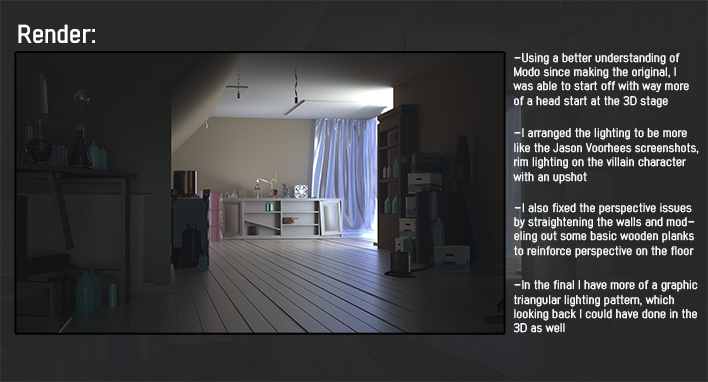 Render:
-Using a better understanding of
Modo since making the original, I
was able to start off with way more
of a head start at the 3D stage
-I arranged the lighting to be more
like the Jason Voorhees screenshots,
rim lighting on the villain character
with an upshot
-I also fixed the perspective issues
by straightening the walls and mod-
eling out some basic wooden planks
to reinforce perspective on the floor
-In the final I have more of a graphic
triangular lighting pattern, which
looking back I could have done in the
3D as well